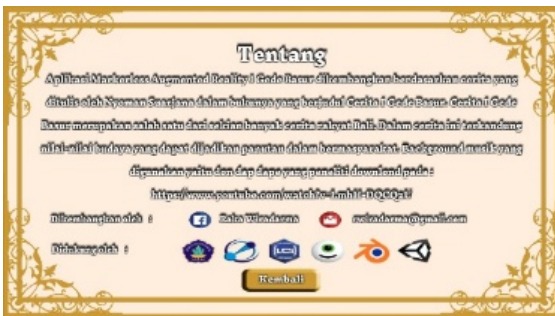 Tentang
Aplikasi Markerless Augmented Reality I Gede Basur dikembangkan berdasarkan cerita yang
ditulis oleh Nyoman Suarjana dalam bukunya yang berjudul Cerita I Gede Basur. Cerita I Gede
Basur merupakan salah satu dari sekian banyak cerita rakyat Bali. Dalam cerita ini terkandung
nilai-nilai budaya yang dapat dijadikan panutan dalam bermasyarakat. Background musik yang
digunakan yaitu den dap dape yang peneliti download pada :
Dikembangkan oleh :
Didukung oleh :
Kembali